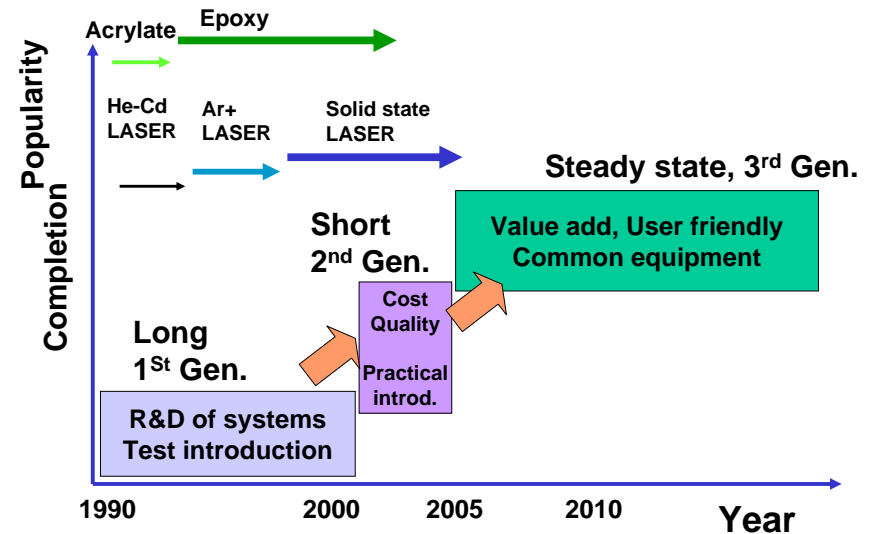 Acrylate
Epoxy
He-Cd
LASER
Ar+
LASER
Solid state
LASER
Popularity
Completion
Steady state, 3rd Gen.
Value add, User friendly
Common equipment
Short
2nd Gen.
Cost
Quality
Practical
introd.
Long
1St Gen.
R&D of systems
Test introduction
1990
2000
2005
2010
Year